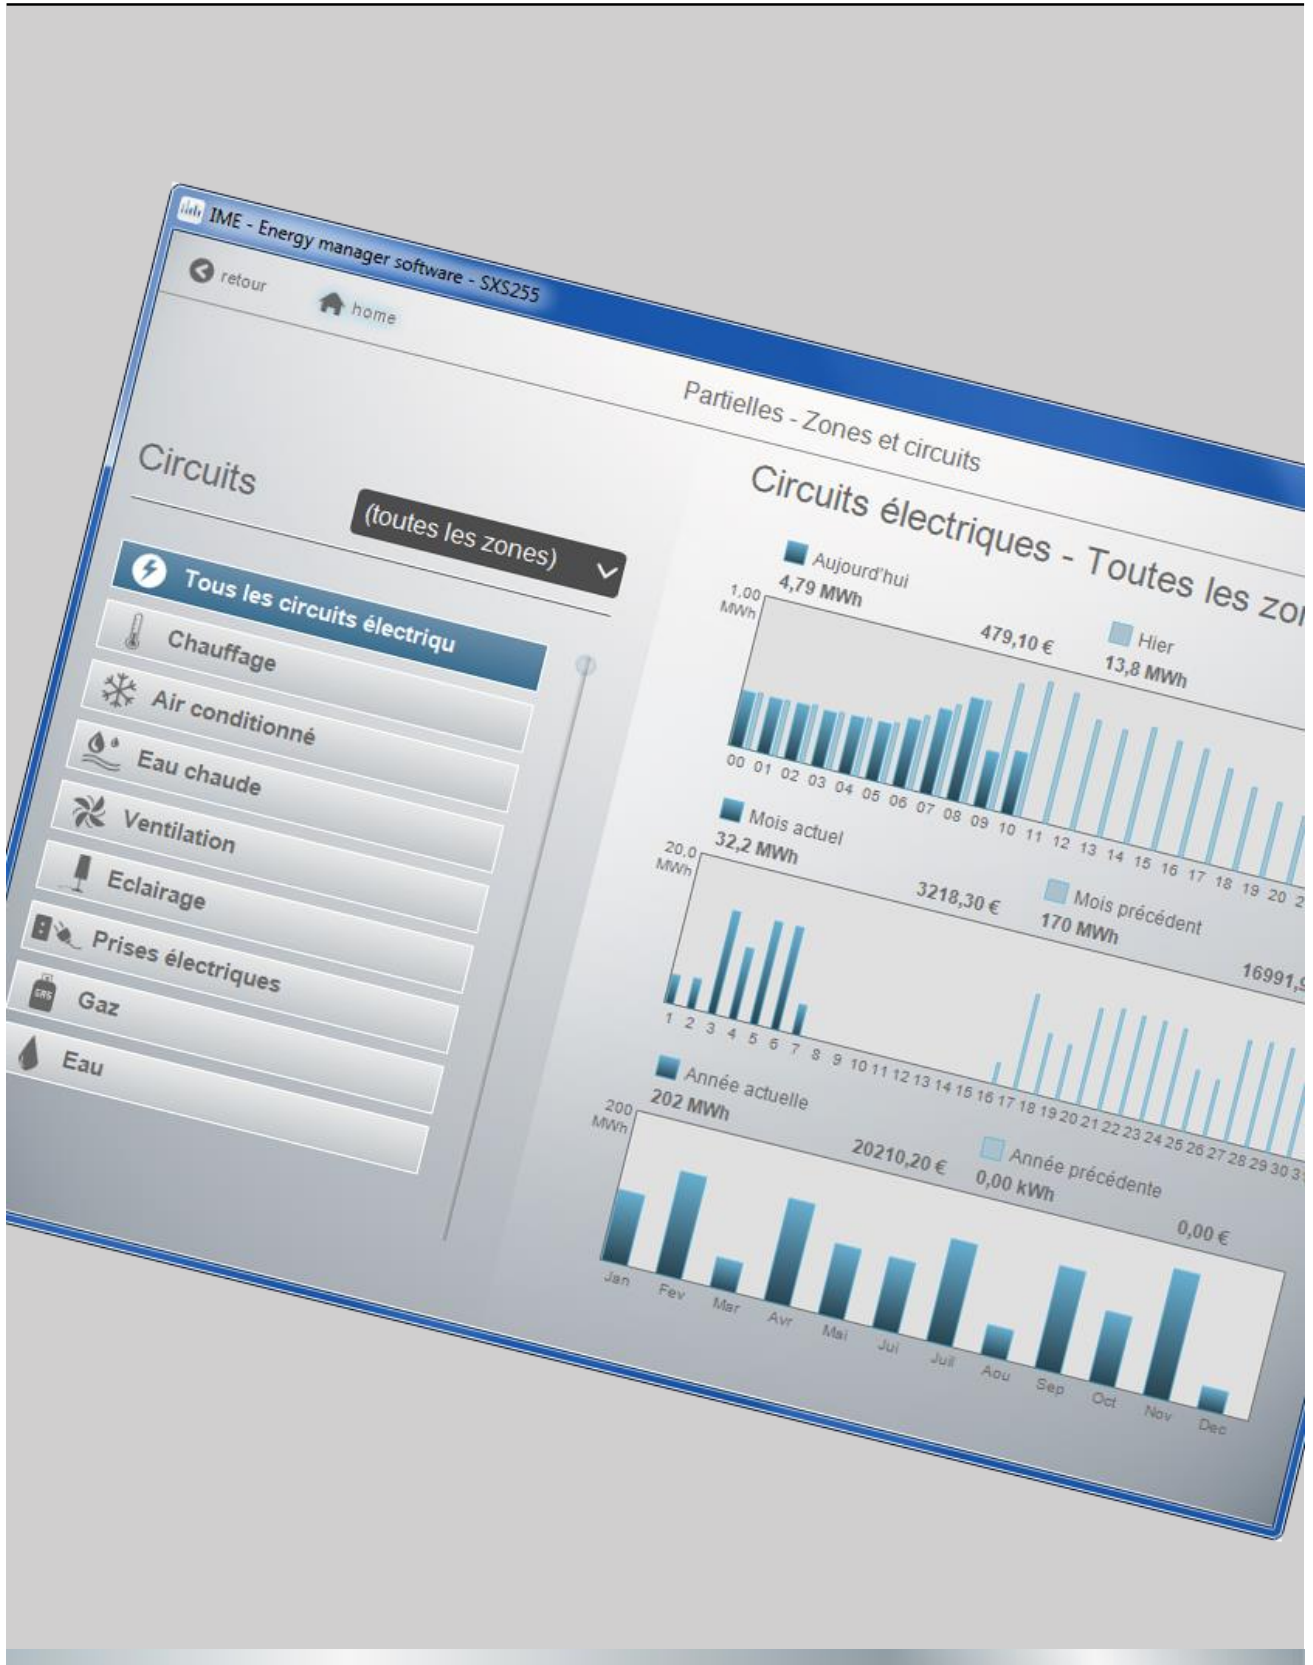 IME - Energy manager software - SXS255
retour
home
Partielles - Zones et circuits
Circuits
(toutes les zones)
Tous les circuits électriqu
Chauffage
Air conditionné
Eau chaude
Ventilation
Eclairage
Prises électriques
GAS
Gaz
Eau
Circuits électriques - Toutes les zo
Aujourd'hui
4,79 MWh
479,10 €
Hier
13,8 MWh
1,00
MWh
00 01 02 03 04 05 06 07 08 09 10 11 12 13 14 15 16 17 18 19 20 2
Mois actuel
32,2 MWh
3218,30 €
Mois précédent
170 MWh
16991,9
20,0
MWh
1 2 3 4 5 6 7 8 9 10 11 12 13 14 15 16 17 18 19 20 21 22 23 24 25 26 27 28 29 30 31
Année actuelle
202 MWh
20210,20 €
Année précédente
0,00 kWh
0,00 €
200
MWh
Jan Fev Mar Avr Mai Jui Juil Aou Sep Oct Nov Dec